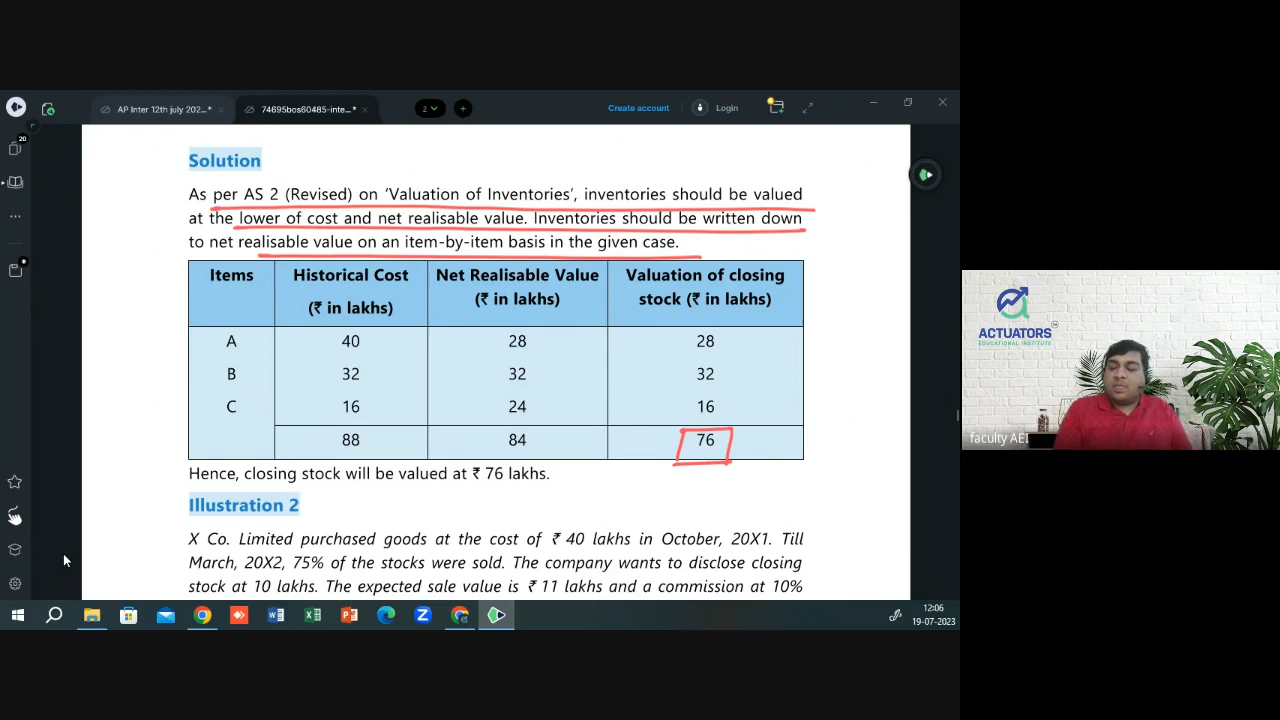 AP Inter 12th july 202...*
74695bos60485-inte...*
2
Create account
Login
20
Solution
As per AS 2 (Revised) on 'Valuation of Inventories', inventories should be valued
at the lower of cost and net realisable value. Inventories should be written down
to net realisable value on an item-by-item basis in the given case.
Items Historical Cost (₹ in lakhs) Net Realisable Value (₹ in lakhs) Valuation of closing stock (₹ in lakhs)
A 40 28 28
B 32 32 32
C 16 24 16
88 84 76
Hence, closing stock will be valued at ₹ 76 lakhs.
Illustration 2
X Co. Limited purchased goods at the cost of ₹ 40 lakhs in October, 20X1. Till
March, 20X2, 75% of the stocks were sold. The company wants to disclose closing
stock at 10 lakhs. The expected sale value is ₹ 11 lakhs and a commission at 10%
ACTUATORS
EDUCATIONAL INSTITUTE
faculty AEI
12:06
19-07-2023